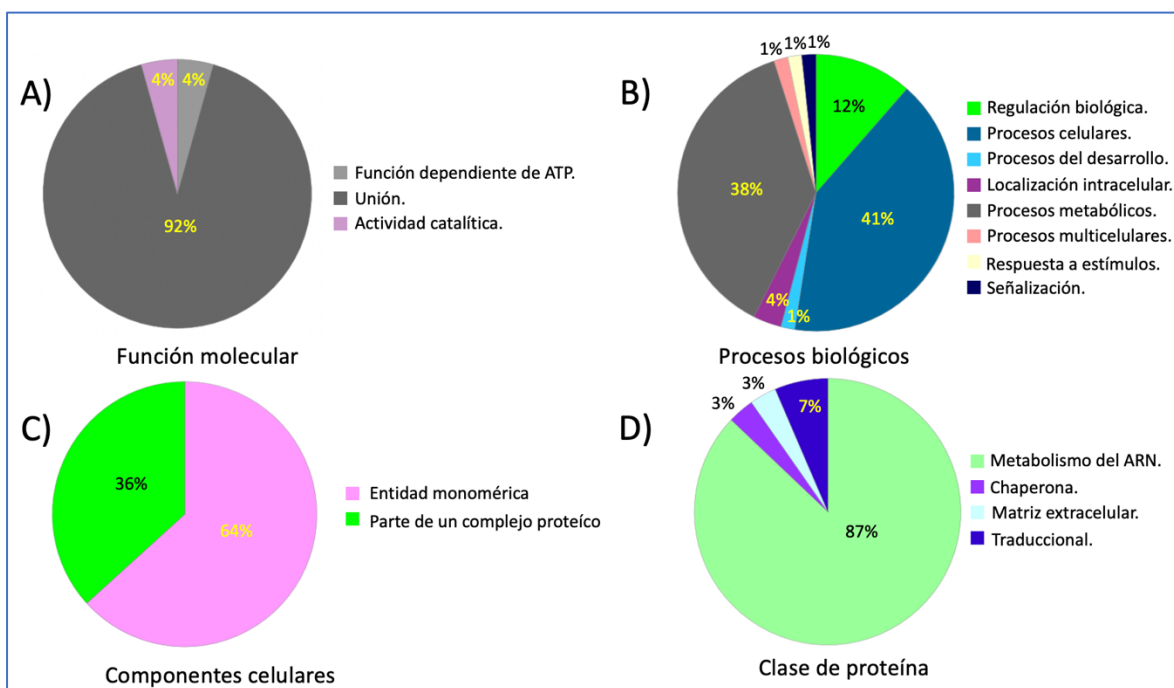 A)
4%
4%
92%
Función dependiente de ATP.
Unión.
Actividad catalítica.
Función molecular
B)
1%
1%
1%
12%
38%
41%
4%
1%
Regulación biológica.
Procesos celulares.
Procesos del desarrollo.
Localización intracelular.
Procesos metabólicos.
Procesos multicelulares.
Respuesta a estímulos.
Señalización.
Procesos biológicos
C)
36%
64%
Entidad monomérica
Parte de un complejo proteíco
Componentes celulares
D)
3%
3%
7%
87%
Metabolismo del ARN.
Chaperona.
Matriz extracelular.
Traduccional.
Clase de proteína